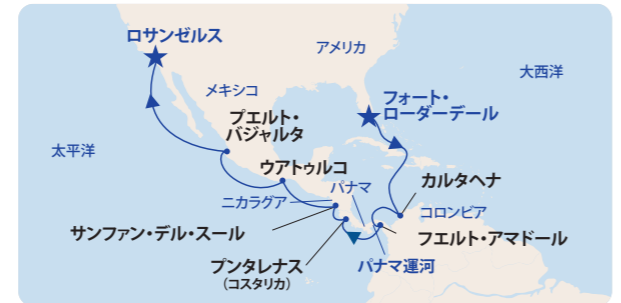 ロサンゼルス
アメリカ
大西洋
メキシコ
フォート・
ローダーデール
プエルト・
バジャルタ
太平洋
ウアトゥルコ
カルタヘナ
パナマ
ニカラグア
コロンビア
サンファン・デル・スール
フエルト・アマドール
プンタレナス
(コスタリカ)
パナマ運河